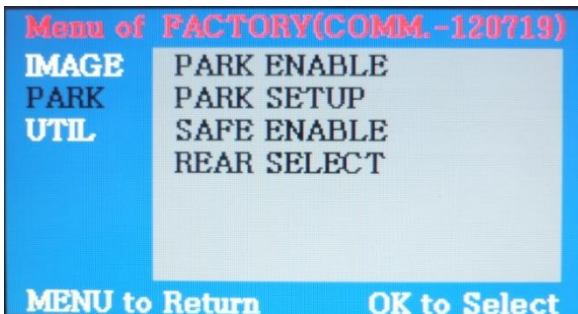 Menu of FACTORY(COMM.-120719)
IMAGE PARK ENABLE
PARK PARK SETUP
UTIL SAFE ENABLE
REAR SELECT
MENU to Return OK to Select